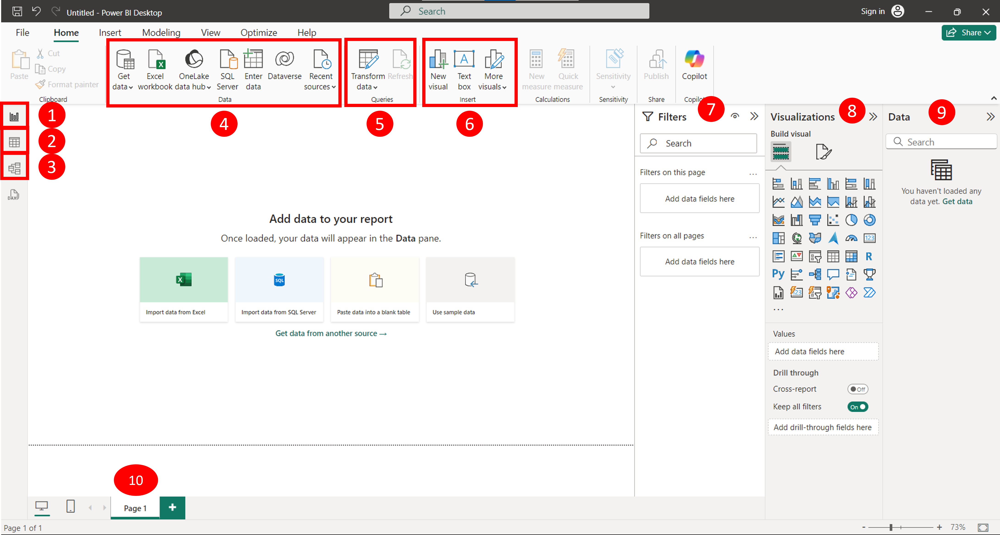 Untitled - Power BI Desktop
Search
Sign in
File Home Insert Modeling View Optimize Help
Share
Paste
Cut
Copy
Format painter
Clipboard
Get data
Excel workbook
OneLake data hub
SQL Server
Enter data
Dataverse
Recent sources
Data
Transform data
Refresh
Queries
New visual
A
Text box
More visuals
Insert
New measure
Quick measure
Calculations
Sensitivity
Sensitivity
Publish
Share
Copilot
Copilot
1
2
3
4
5
6
7
8
9
DAX
Add data to your report
Once loaded, your data will appear in the Data pane.
X
SQL
Import data from Excel
Import data from SQL Server
Paste data into a blank table
Use sample data
Get data from another source →
Filters
Search
Filters on this page ...
Add data fields here
Filters on all pages ...
Add data fields here
Visualizations
Build visual
123
R
Py
123
...
Values
Add data fields here
Drill through
Cross-report Off
Keep all filters On
Add drill-through fields here
Data
Search
You haven't loaded any
data yet. Get data
10
Page 1 +
Page 1 of 1
- + 73%